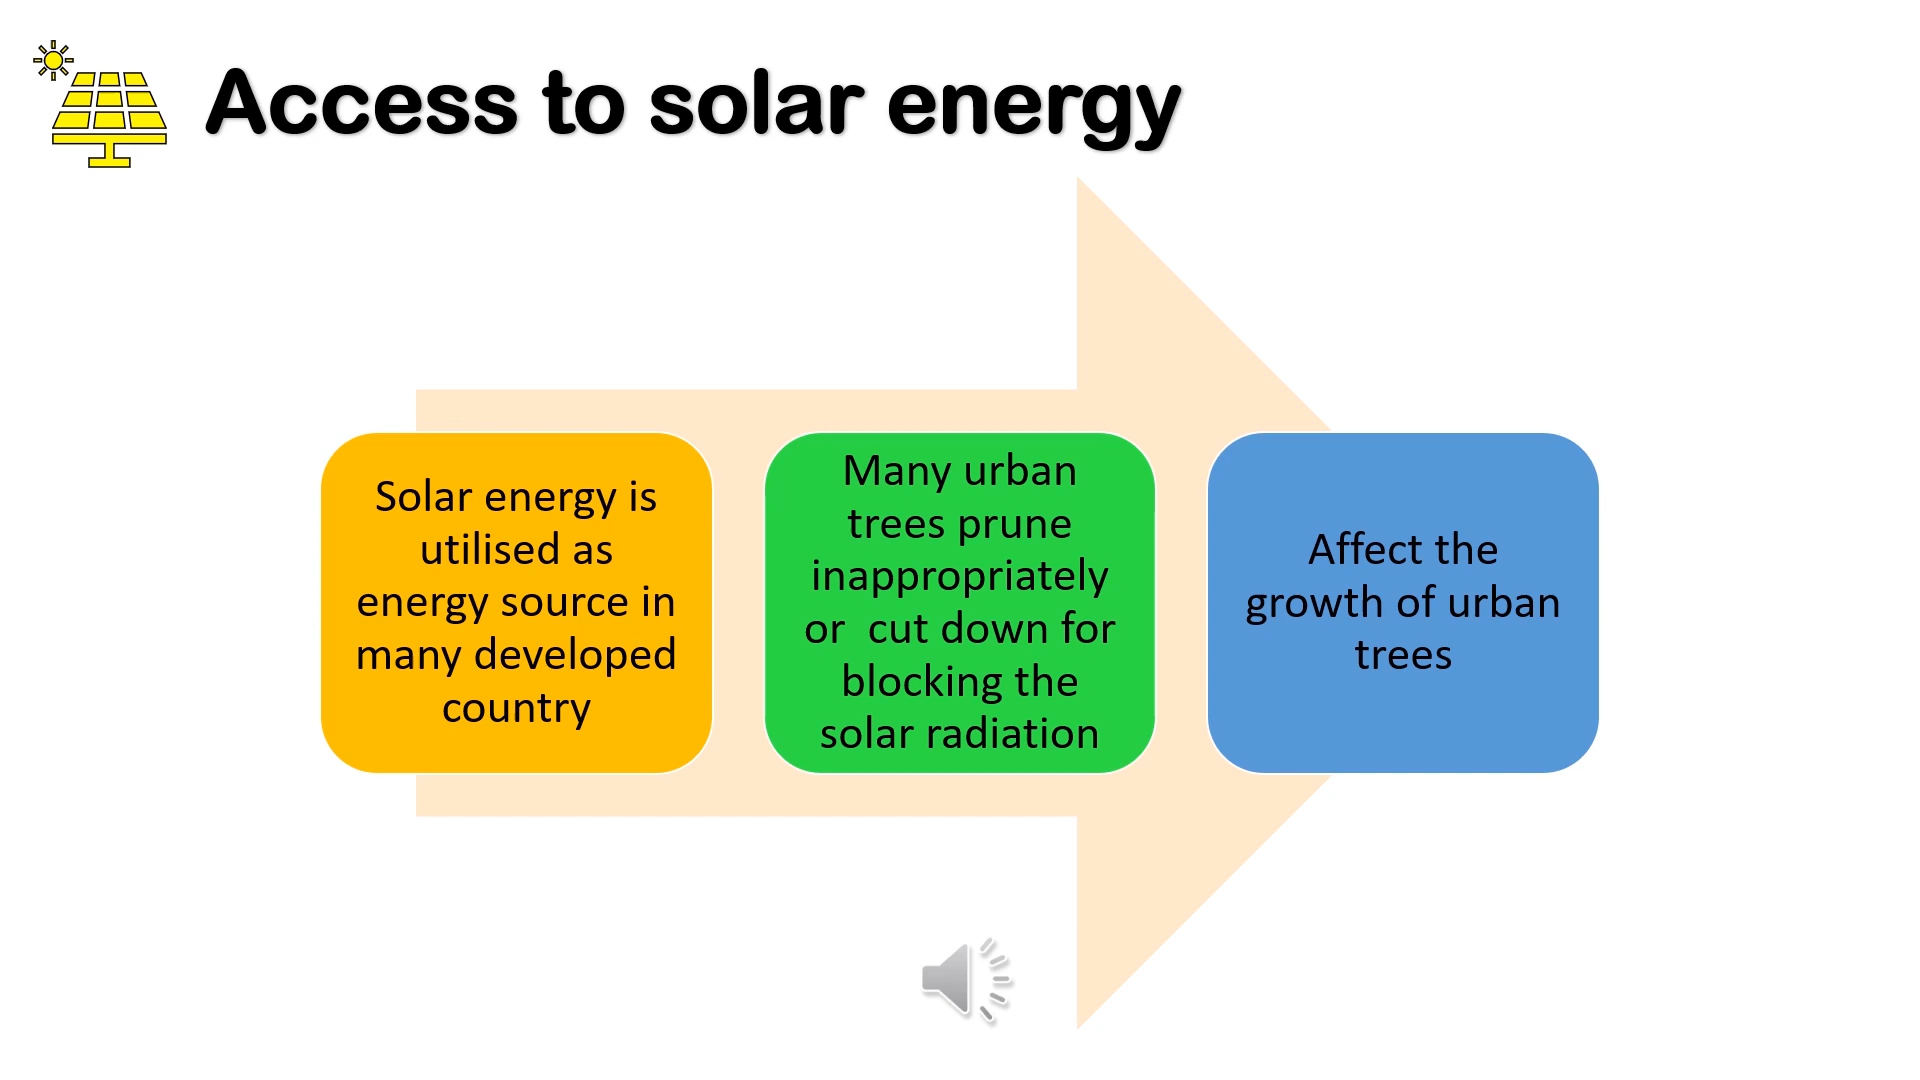 Access to solar energy
Solar energy is
utilised as
energy source in
many developed
country
Many urban
trees prune
inappropriately
or  cut down for
blocking the
solar radiation
Affect the
growth of urban
trees